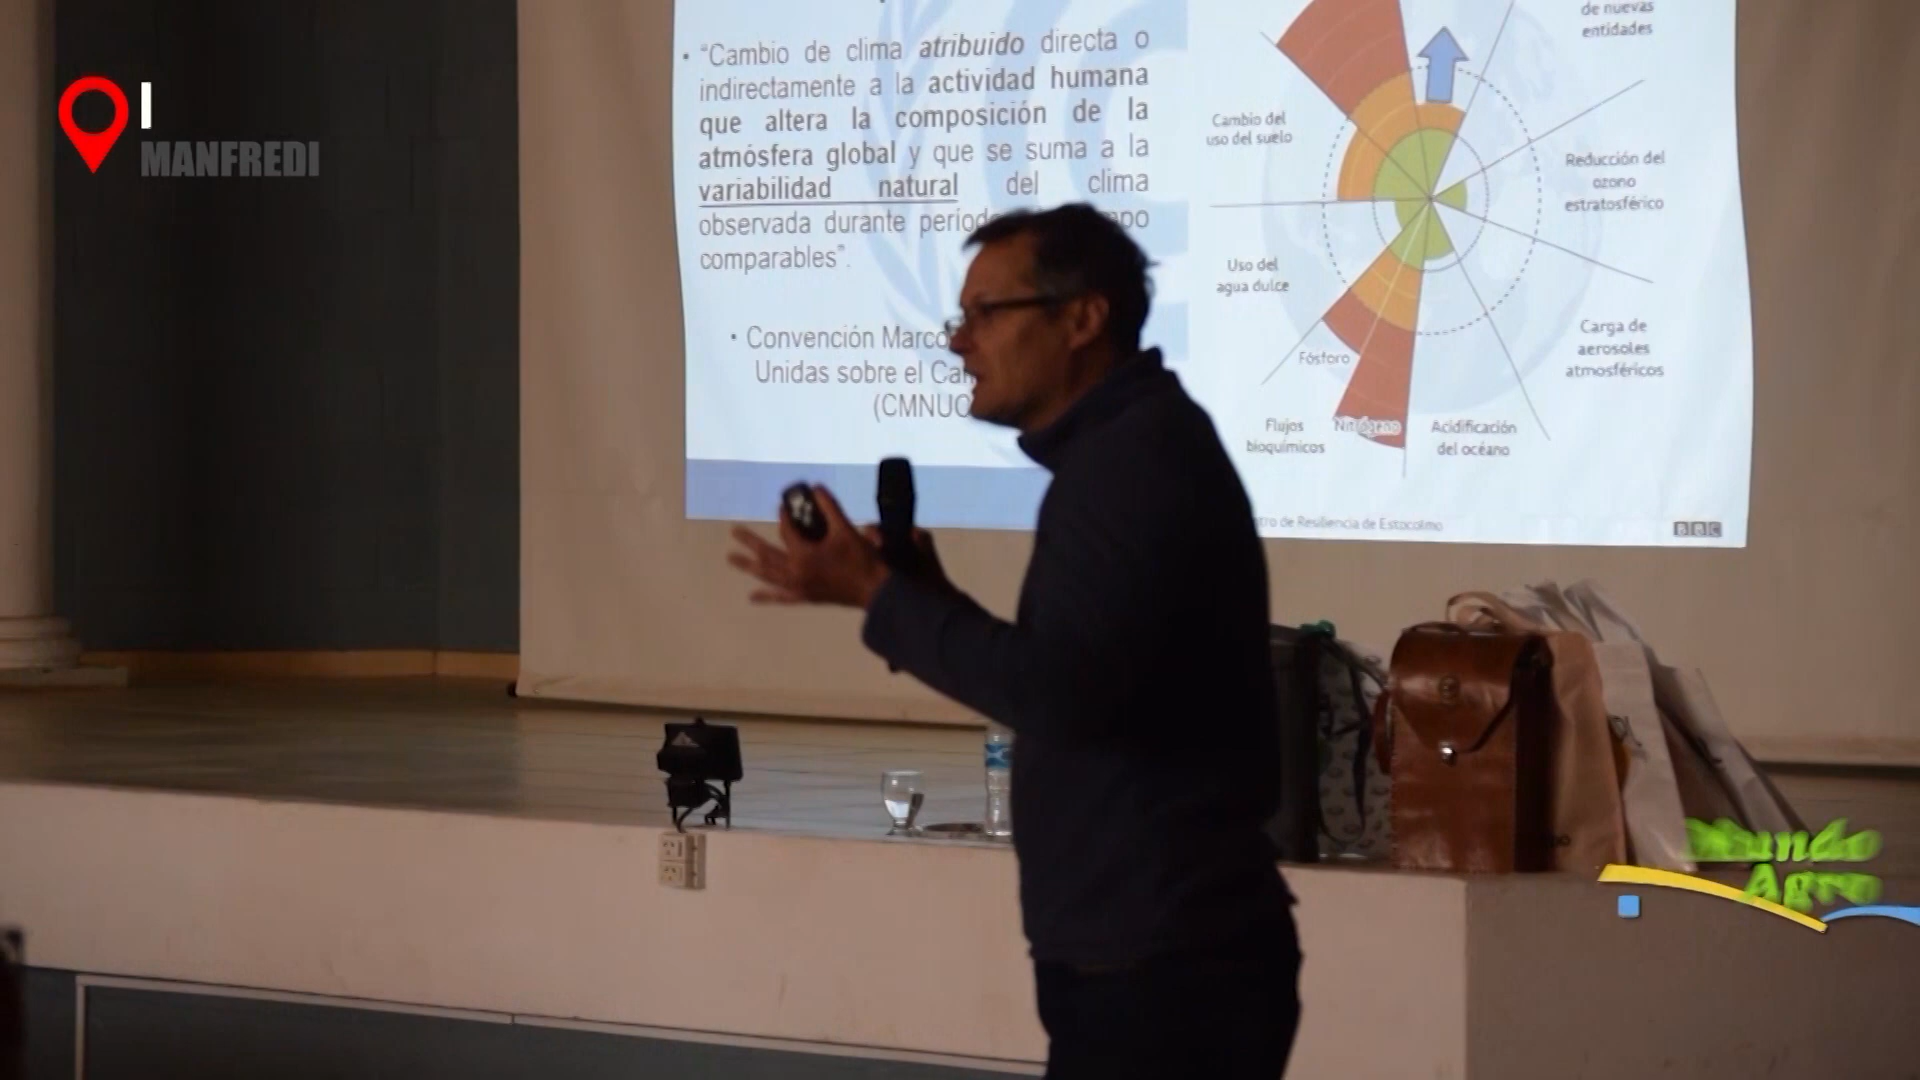 I
MANFREDI
• “Cambio de clima atribuido directa o
indirectamente a la actividad humana
que altera la composición de la
atmósfera global y que se suma a la
variabilidad natural del clima
observada durante
comparables”.
• Convención Marco
Unidas sobre el
(CMNUC
de nuevas
entidades
Cambio del
uso del suelo
Reducción del
ozono
estratosférico
Uso del
agua dulce
Carga de
aerosoles
atmosféricos
Fósforo
Flujos
bioquímicos
Nitrógeno
Acidificación
del océano
de Resiliencia de Estocolmo
BBC
Mundo
Agro